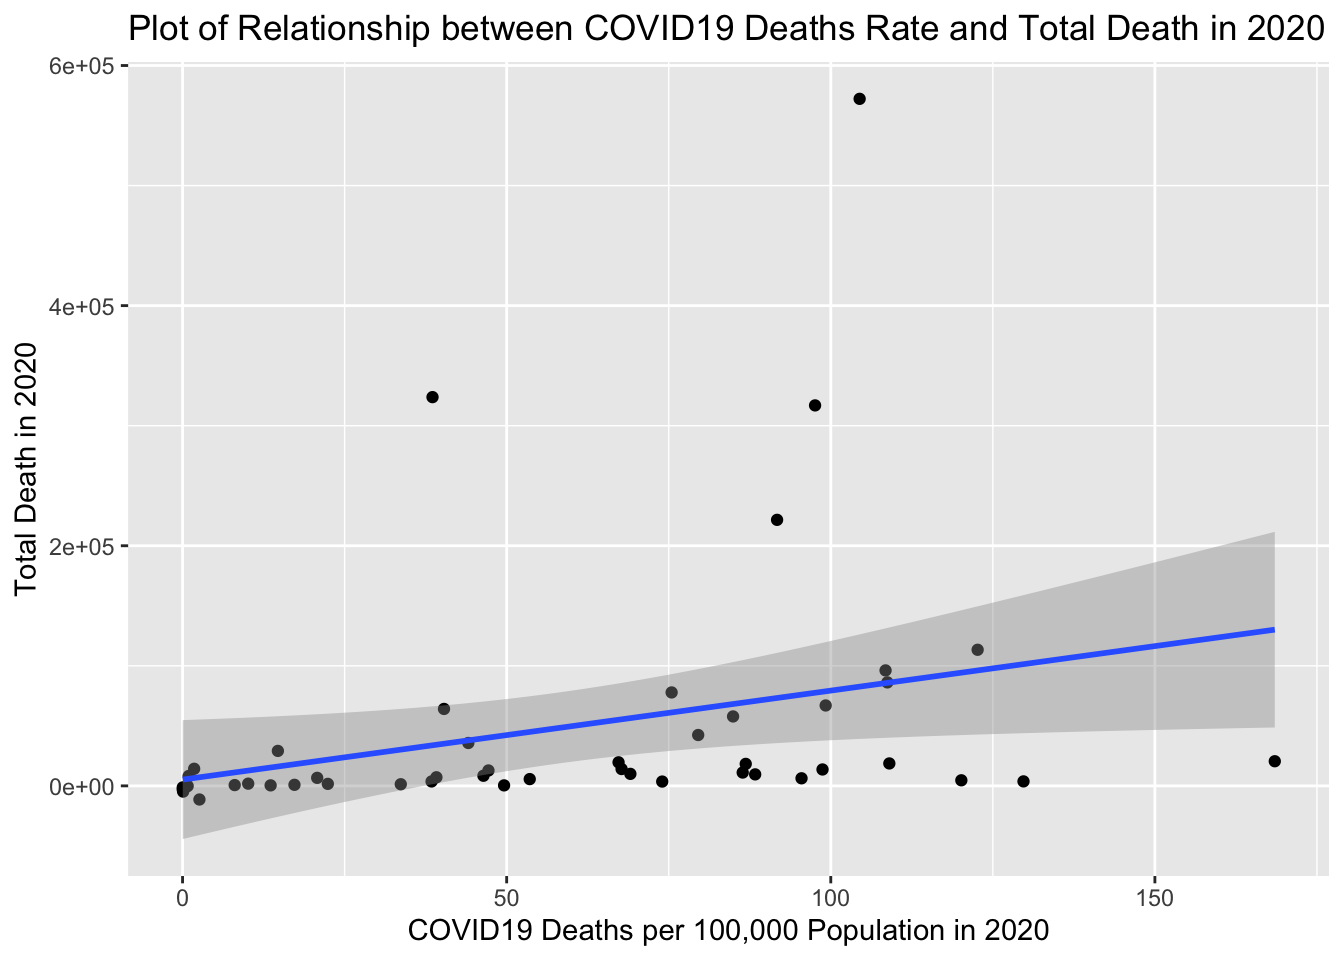 Plot of Relationship between COVID19 Deaths Rate and Total Death in 2020
6e+05
4e+05
2e+05
0e+00
Total Death in 2020
0 50 100 150
COVID19 Deaths per 100,000 Population in 2020